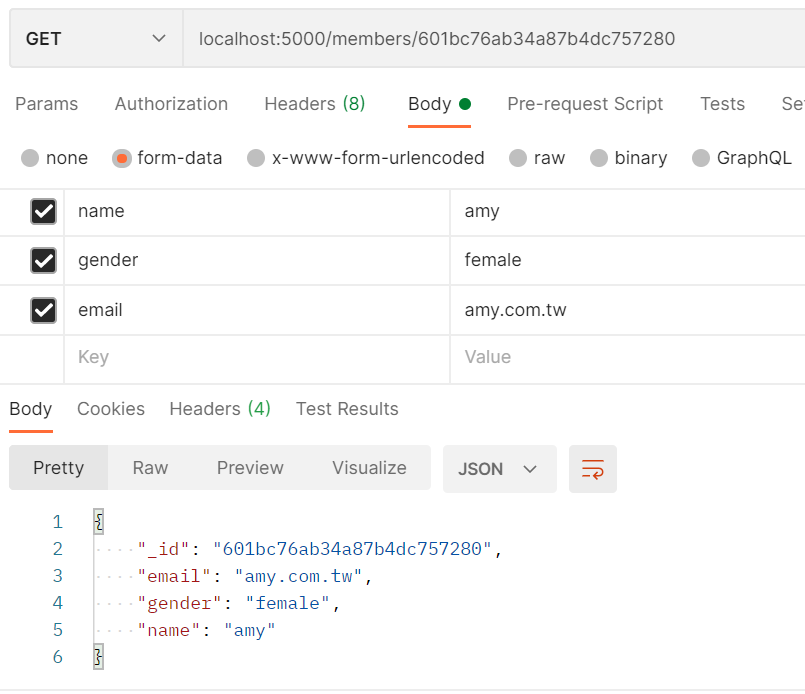 GET localhost:5000/members/601bc76ab34a87b4dc757280
Params Authorization Headers (8) Body Pre-request Script Tests Se
none form-data x-www-form-urlencoded raw binary GraphQL
name amy
gender female
email amy.com.tw
Key Value
Body Cookies Headers (4) Test Results
Pretty Raw Preview Visualize JSON
1 {
2 "_id": "601bc76ab34a87b4dc757280",
3 "email": "amy.com.tw",
4 "gender": "female",
5 "name": "amy"
6 }